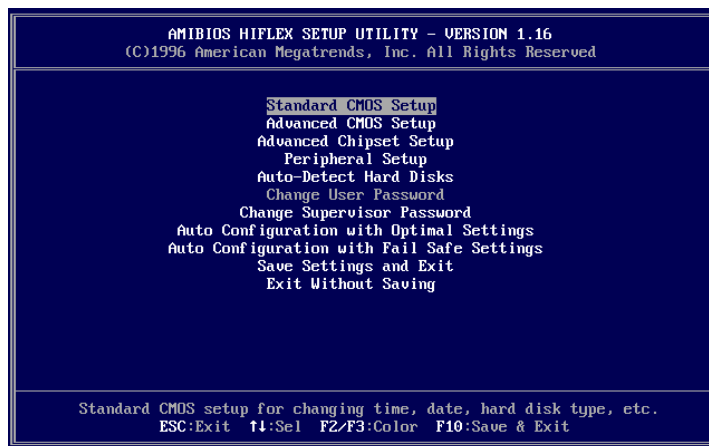 AMIBIOS HIFLEX SETUP UTILITY - VERSION 1.16
(C)1996 American Megatrends, Inc. All Rights Reserved
Standard CMOS Setup
Advanced CMOS Setup
Advanced Chipset Setup
Peripheral Setup
Auto-Detect Hard Disks
Change User Password
Change Supervisor Password
Auto Configuration with Optimal Settings
Auto Configuration with Fail Safe Settings
Save Settings and Exit
Exit Without Saving
Standard CMOS setup for changing time, date, hard disk type, etc.
ESC:Exit ↑↓:Sel F2/F3:Color F10:Save & Exit